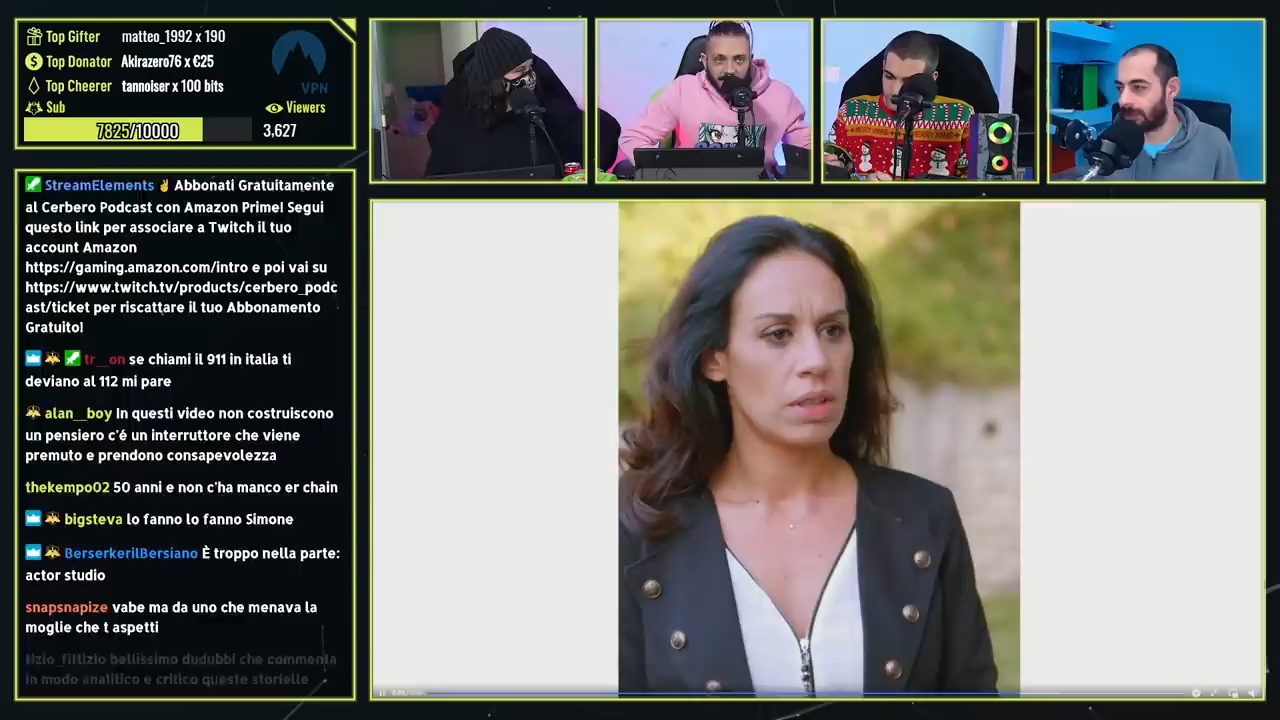 Top Gifter matteo_1992 x 190
Top Donator Akirazero76 x €25
Top Cheerer tannoiser x 100 bits
VPN
Sub Viewers
7825/10000 3,627
StreamElements Abbonati Gratuitamente
al Cerbero Podcast con Amazon Prime! Segui
questo link per associare a Twitch il tuo
account Amazon
https://gaming.amazon.com/intro e poi vai su
https://www.twitch.tv/products/cerbero_podc
ast/ticket per riscattare il tuo Abbonamento
Gratuito!
tr__on se chiami il 911 in italia ti
deviano al 112 mi pare
alan__boy In questi video non costruiscono
un pensiero c'é un interruttore che viene
premuto e prendono consapevolezza
thekempo02 50 anni e non c'ha manco er chain
bigsteva lo fanno lo fanno Simone
BerserkerilBersiano È troppo nella parte:
actor studio
snapsnapize vabe ma da uno che menava la
moglie che t aspetti
tizio_fittizio bellissimo dudubbi che commenta
in modo analitico e critico queste storielle
MERRY XMAS